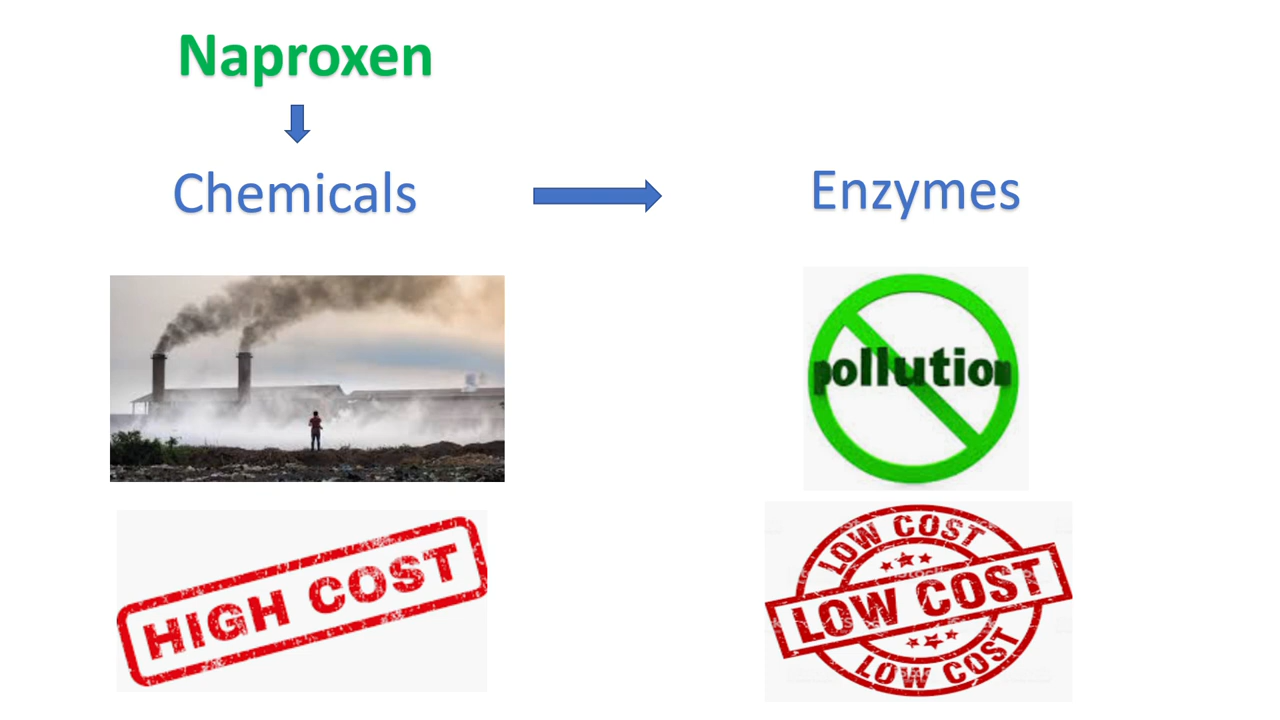 Naproxen
Chemicals
Enzymes
pollution
HIGH COST
LOW COST
LOW COST
LOW COST